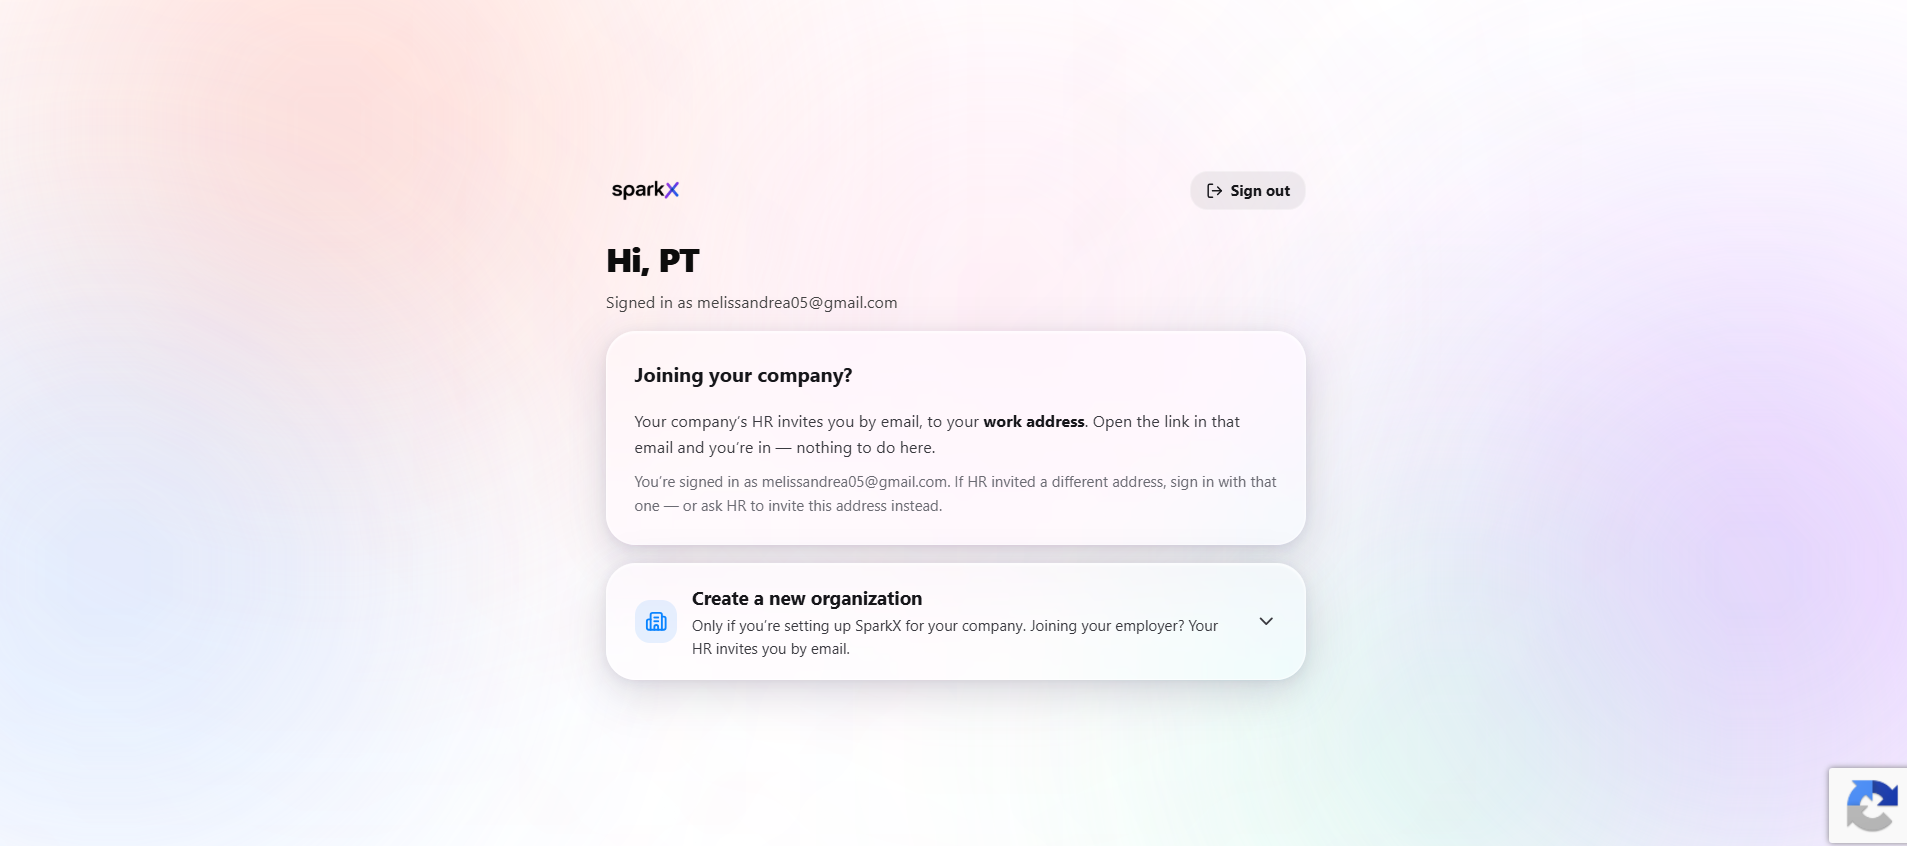 sparkX
Sign out
Hi, PT
Signed in as melissandrea05@gmail.com
Joining your company?
Your company’s HR invites you by email, to your work address. Open the link in that
email and you’re in — nothing to do here.
You’re signed in as melissandrea05@gmail.com. If HR invited a different address, sign in with that
one — or ask HR to invite this address instead.
Create a new organization
Only if you’re setting up SparkX for your company. Joining your employer? Your
HR invites you by email.